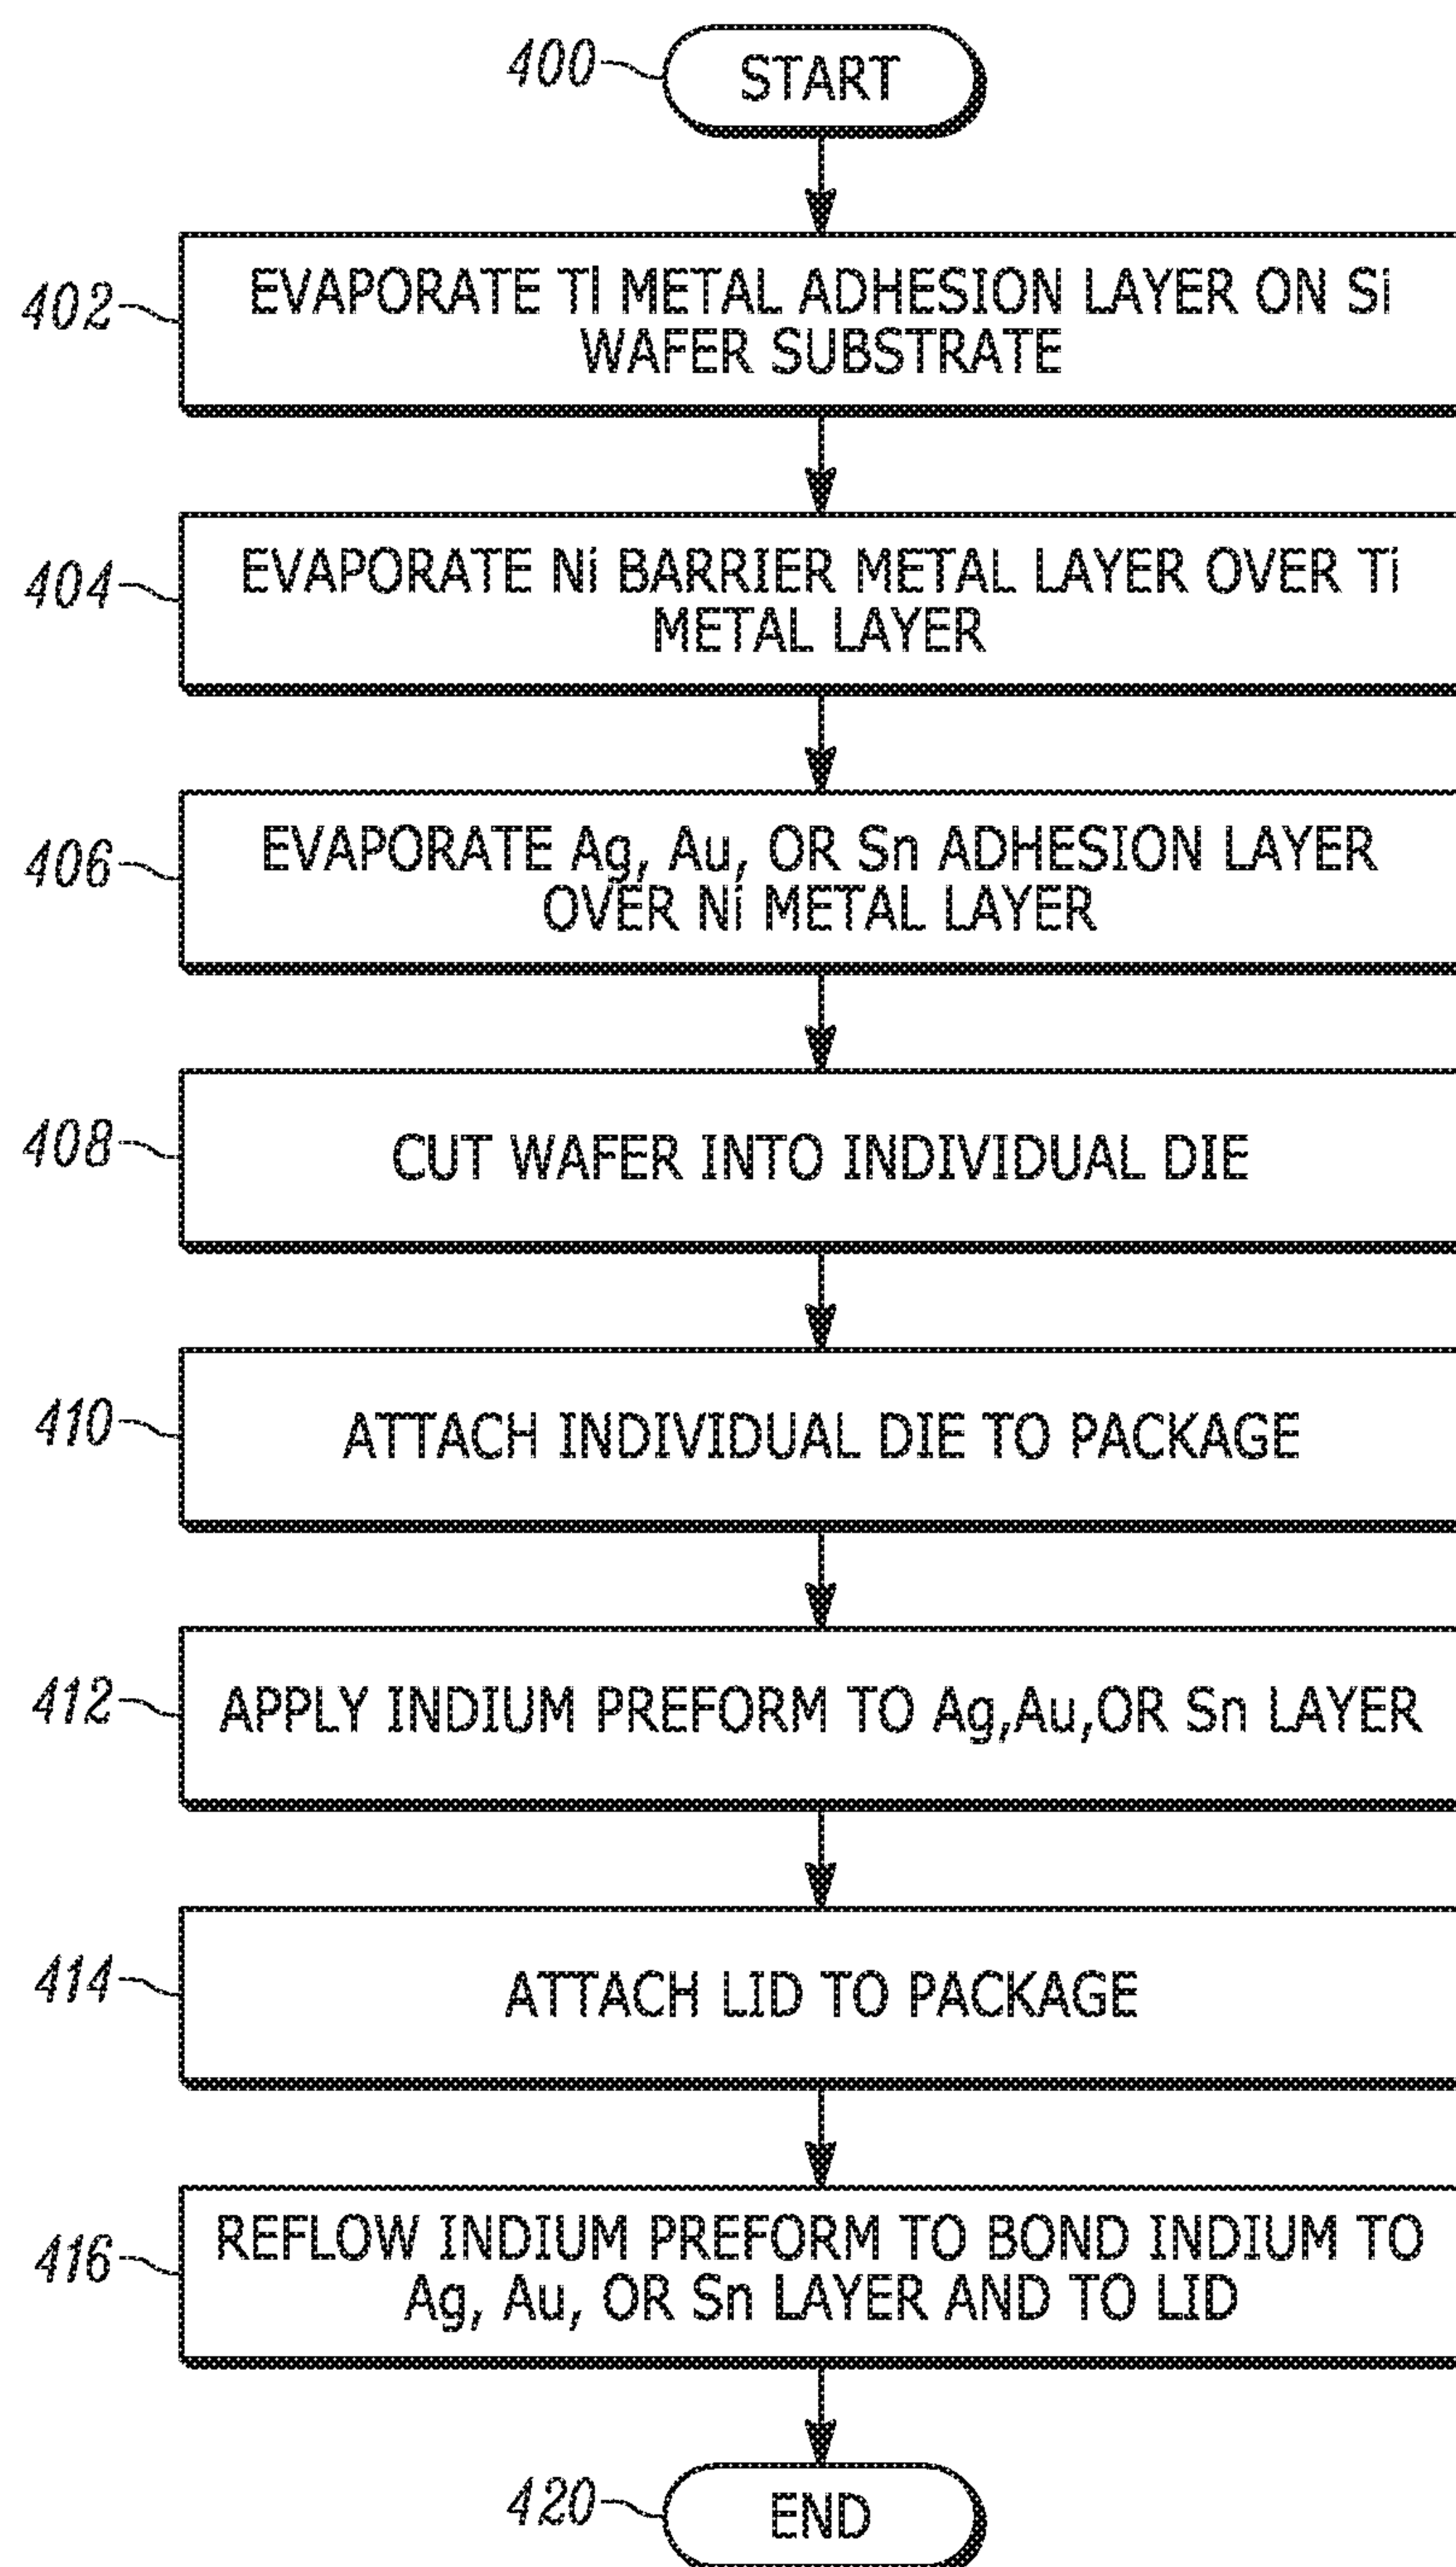 400
START
402
EVAPORATE Tl METAL ADHESION LAYER ON Si
WAFER SUBSTRATE
404
EVAPORATE Ni BARRIER METAL LAYER OVER Ti
METAL LAYER
406
EVAPORATE Ag, Au, OR Sn ADHESION LAYER
OVER Ni METAL LAYER
408
CUT WAFER INTO INDIVIDUAL DIE
410
ATTACH INDIVIDUAL DIE TO PACKAGE
412
APPLY INDIUM PREFORM TO Ag,Au,OR Sn LAYER
414
ATTACH LID TO PACKAGE
416
REFLOW INDIUM PREFORM TO BOND INDIUM TO
Ag, Au, OR Sn LAYER AND TO LID
420
END